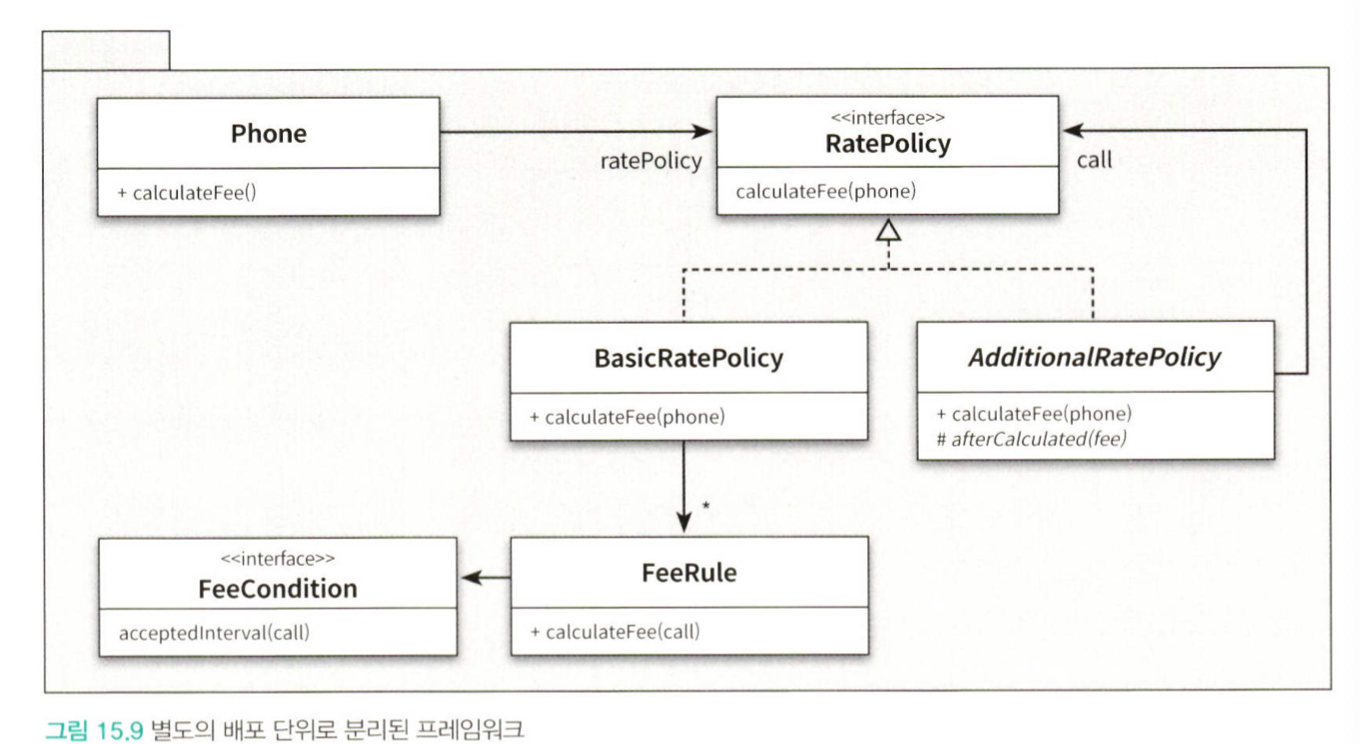 Phone
+ calculateFee()
ratePolicy
<<interface>>
RatePolicy
calculateFee(phone)
call
BasicRatePolicy
+ calculateFee(phone)
AdditionalRatePolicy
+ calculateFee(phone)
# afterCalculated(fee)
*
<<interface>>
FeeCondition
acceptedInterval(call)
FeeRule
+ calculateFee(call)
그림 15.9 별도의 배포 단위로 분리된 프레임워크